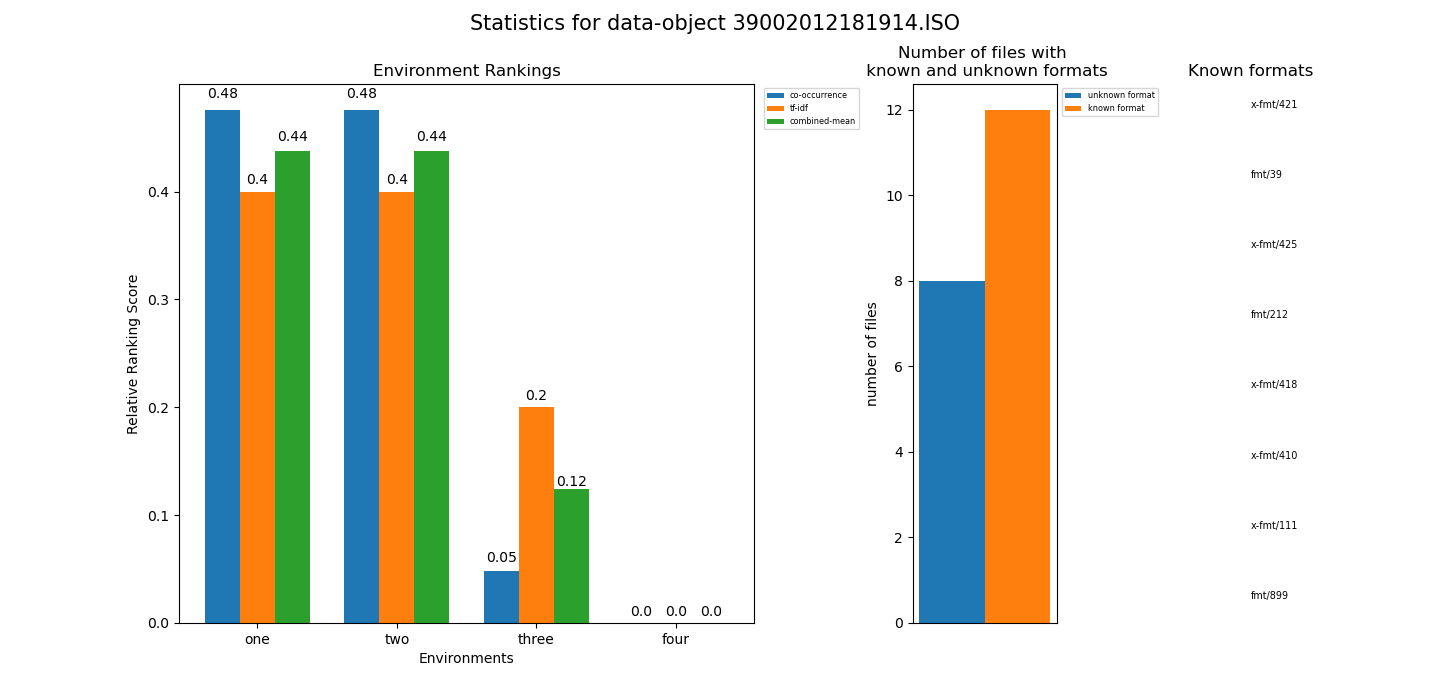 Statistics for data-object 39002012181914.ISO
Environment Rankings
0.48
0.48
0.44
0.44
0.4
0.4
0.2
0.12
0.05
0.0
0.0
0.0
0.4
0.3
0.2
0.1
0.0
Relative Ranking Score
one
two
three
four
Environments
co-occurrence
tf-idf
combined-mean
Number of files with
known and unknown formats
12
10
8
6
4
2
0
number of files
unknown format
known format
Known formats
x-fmt/421
fmt/39
x-fmt/425
fmt/212
x-fmt/418
x-fmt/410
x-fmt/111
fmt/899